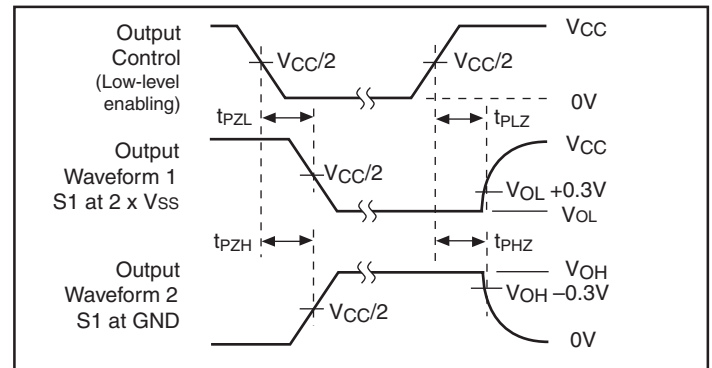 Output
Control
(Low-level
enabling)
VCC/2
VCC/2
VCC
0V
tPZL
tPLZ
Output
Waveform 1
S1 at 2 x VSS
VCC/2
VCC
VOL +0.3V
VOL
tPZH
tPHZ
Output
Waveform 2
S1 at GND
VCC/2
VOH
VOH –0.3V
0V